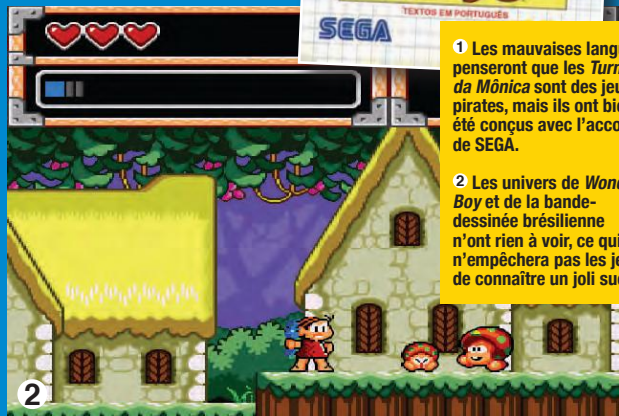 TEXTOS EM PORTUGUÊS
SEGA
1 Les mauvaises langu
penseront que les Turm
da Mônica sont des jeu
pirates, mais ils ont bie
été conçus avec l'acco
de SEGA.
2 Les univers de Wond
Boy et de la bande-
dessinée brésilienne
n'ont rien à voir, ce qui
n'empêchera pas les je
de connaître un joli suc
2